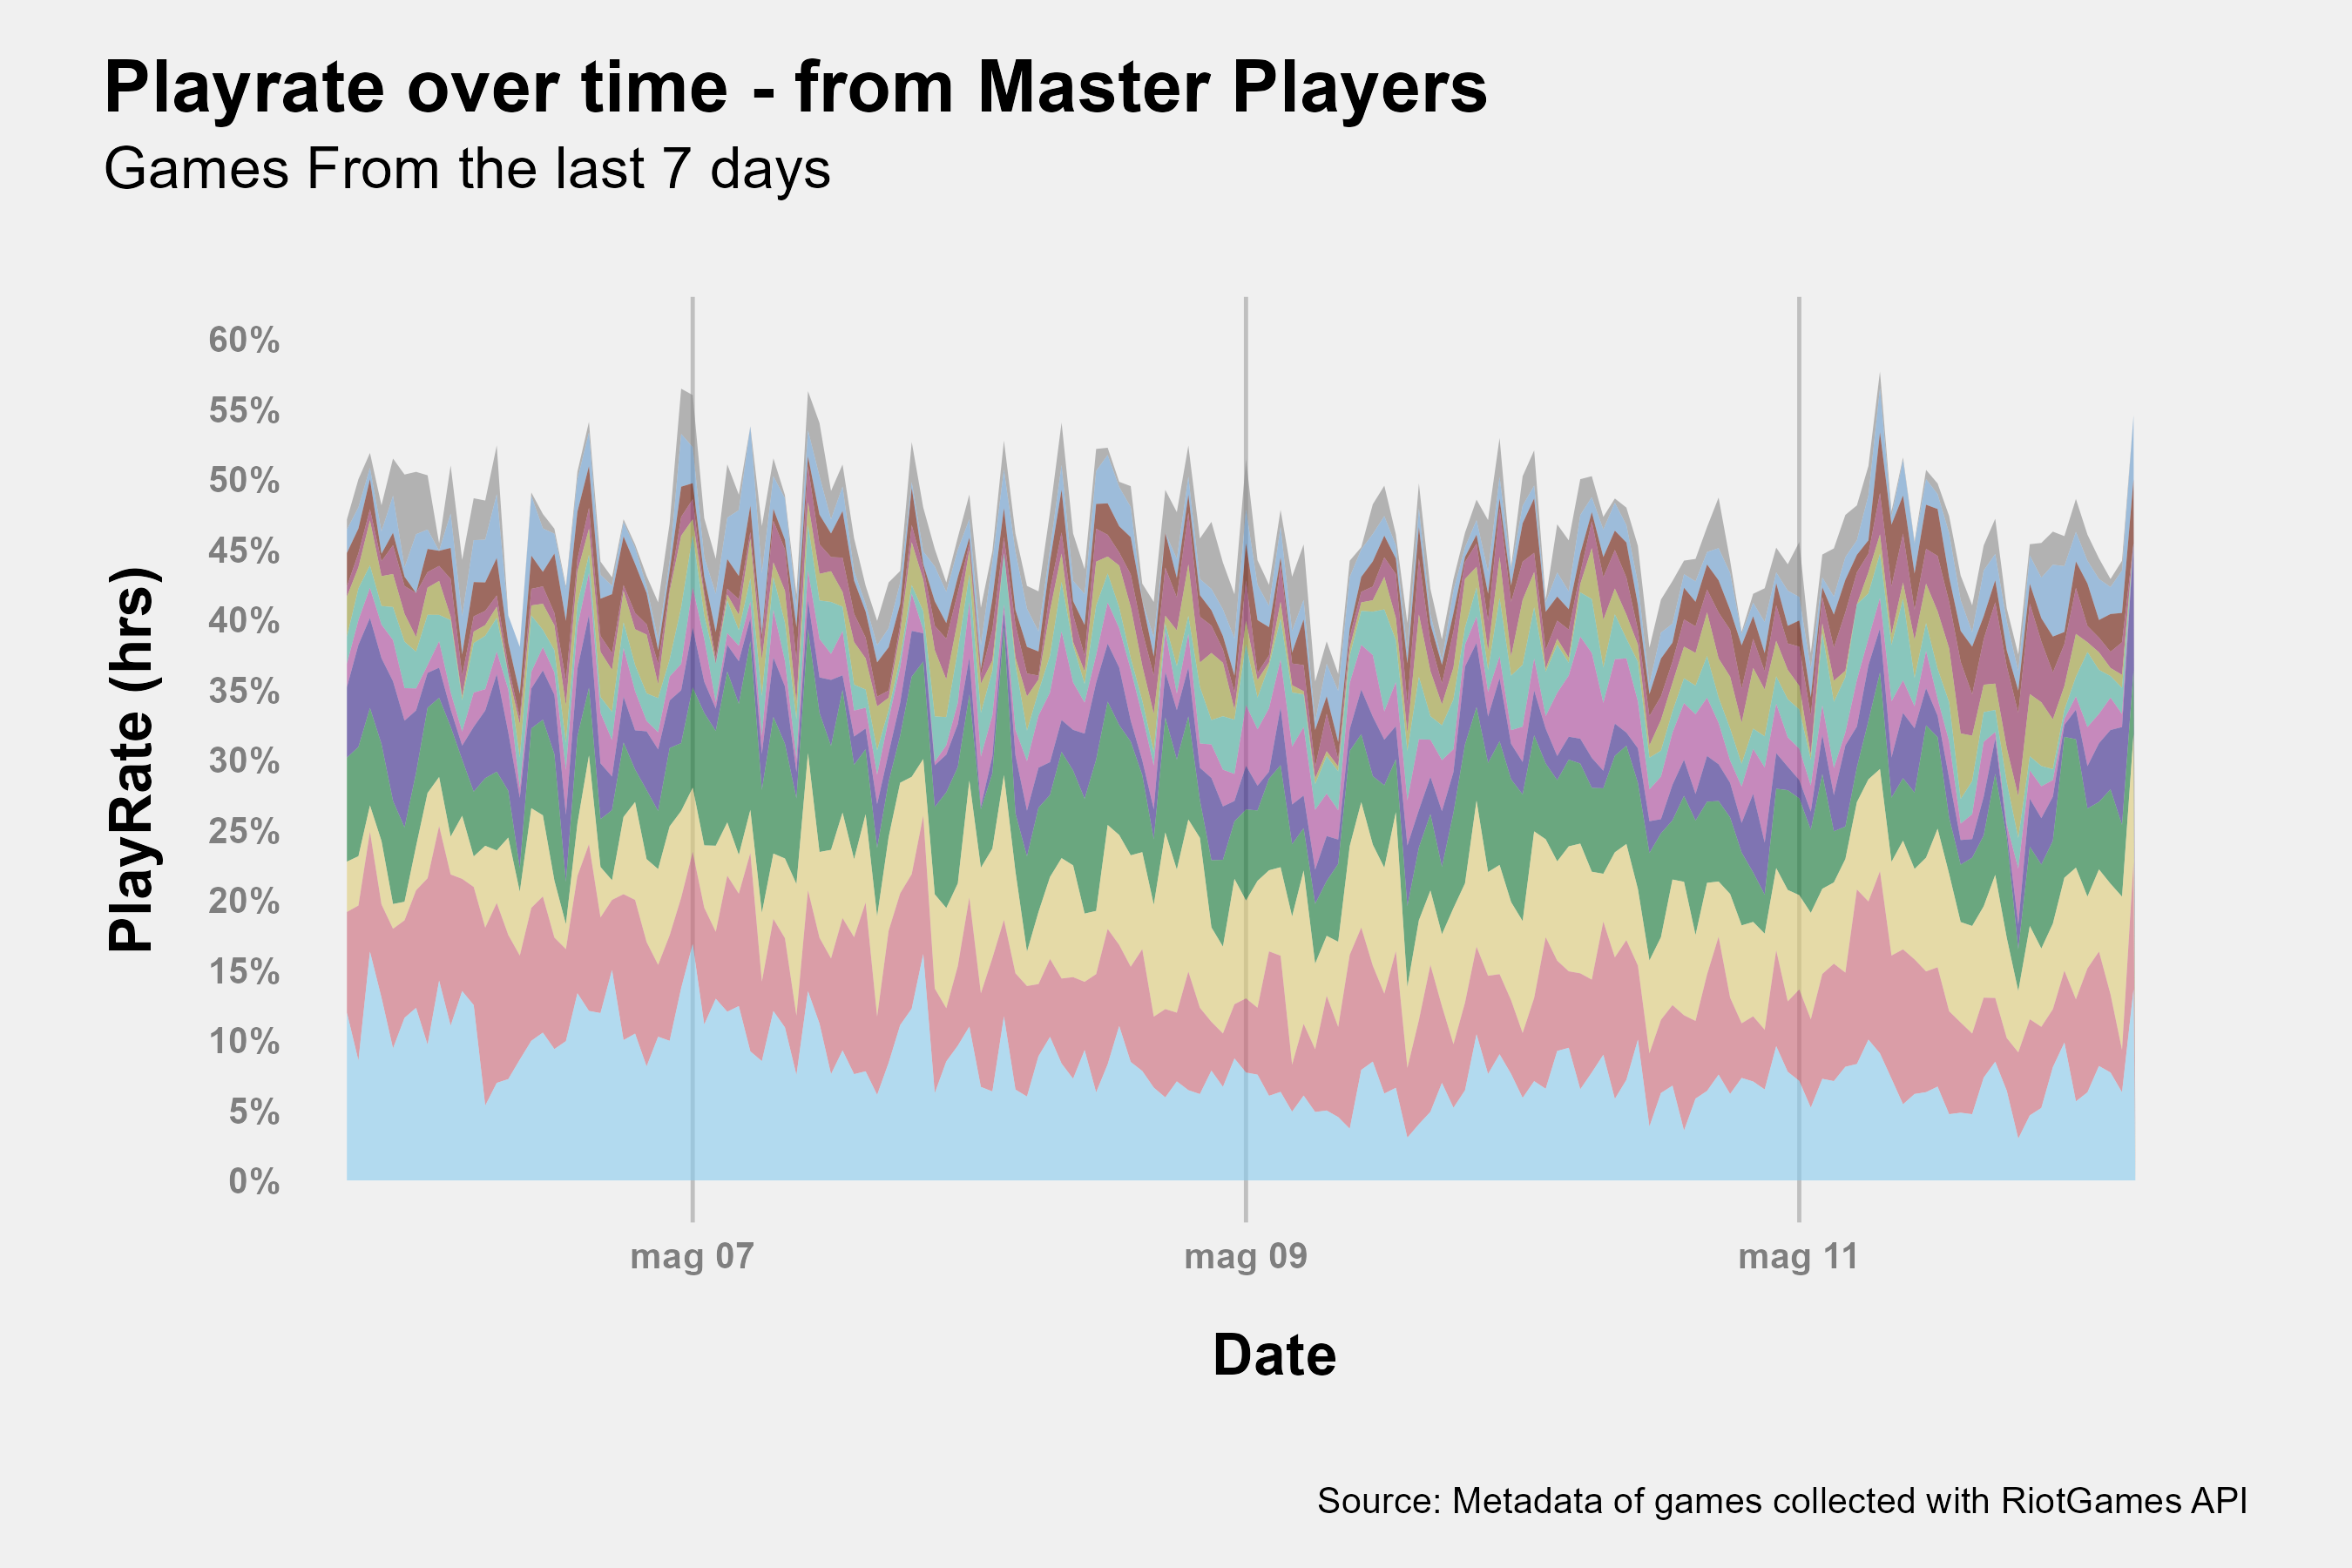 Playrate over time - from Master Players
Games From the last 7 days
60%
55%
50%
45%
40%
35%
30%
25%
20%
15%
10%
5%
0%
PlayRate (hrs)
mag 07
mag 09
mag 11
Date
Source: Metadata of games collected with RiotGames API